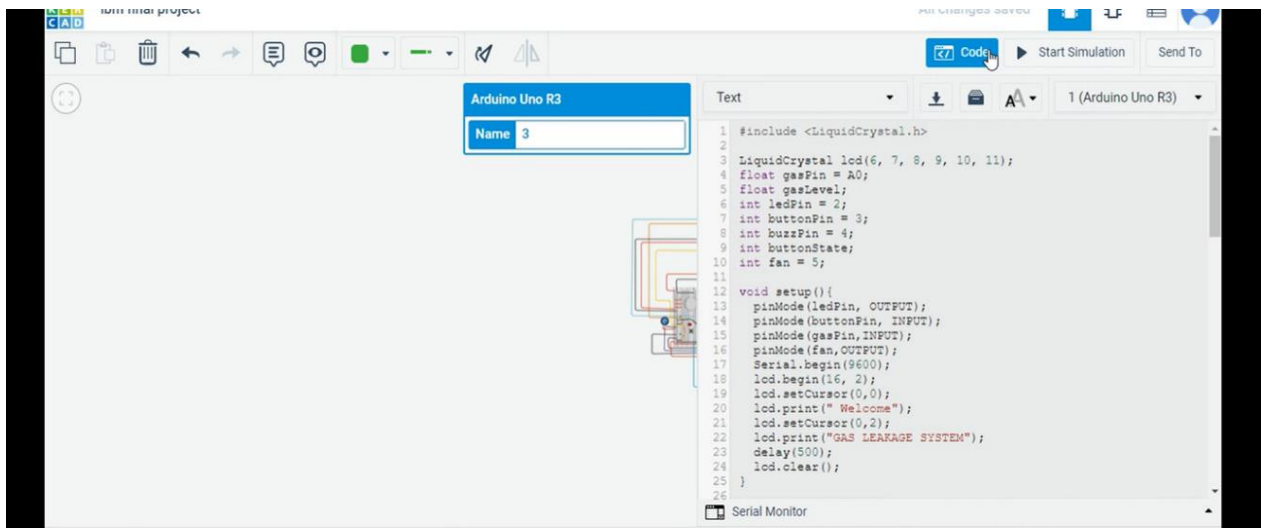 CAD
ibm final project
All changes saved
Code
Start Simulation
Send To
Arduino Uno R3
Name 3
Text
1 (Arduino Uno R3)
1 #include <LiquidCrystal.h>
2
3 LiquidCrystal lcd(6, 7, 8, 9, 10, 11);
4 float gasPin = A0;
5 float gasLevel;
6 int ledPin = 2;
7 int buttonPin = 3;
8 int buzzPin = 4;
9 int buttonState;
10 int fan = 5;
11
12 void setup(){
13 pinMode(ledPin, OUTPUT);
14 pinMode(buttonPin, INPUT);
15 pinMode(gasPin,INPUT);
16 pinMode(fan,OUTPUT);
17 Serial.begin(9600);
18 lcd.begin(16, 2);
19 lcd.setCursor(0,0);
20 lcd.print(" Welcome");
21 lcd.setCursor(0,2);
22 lcd.print("GAS LEAKAGE SYSTEM");
23 delay(500);
24 lcd.clear();
25 }
26
Serial Monitor